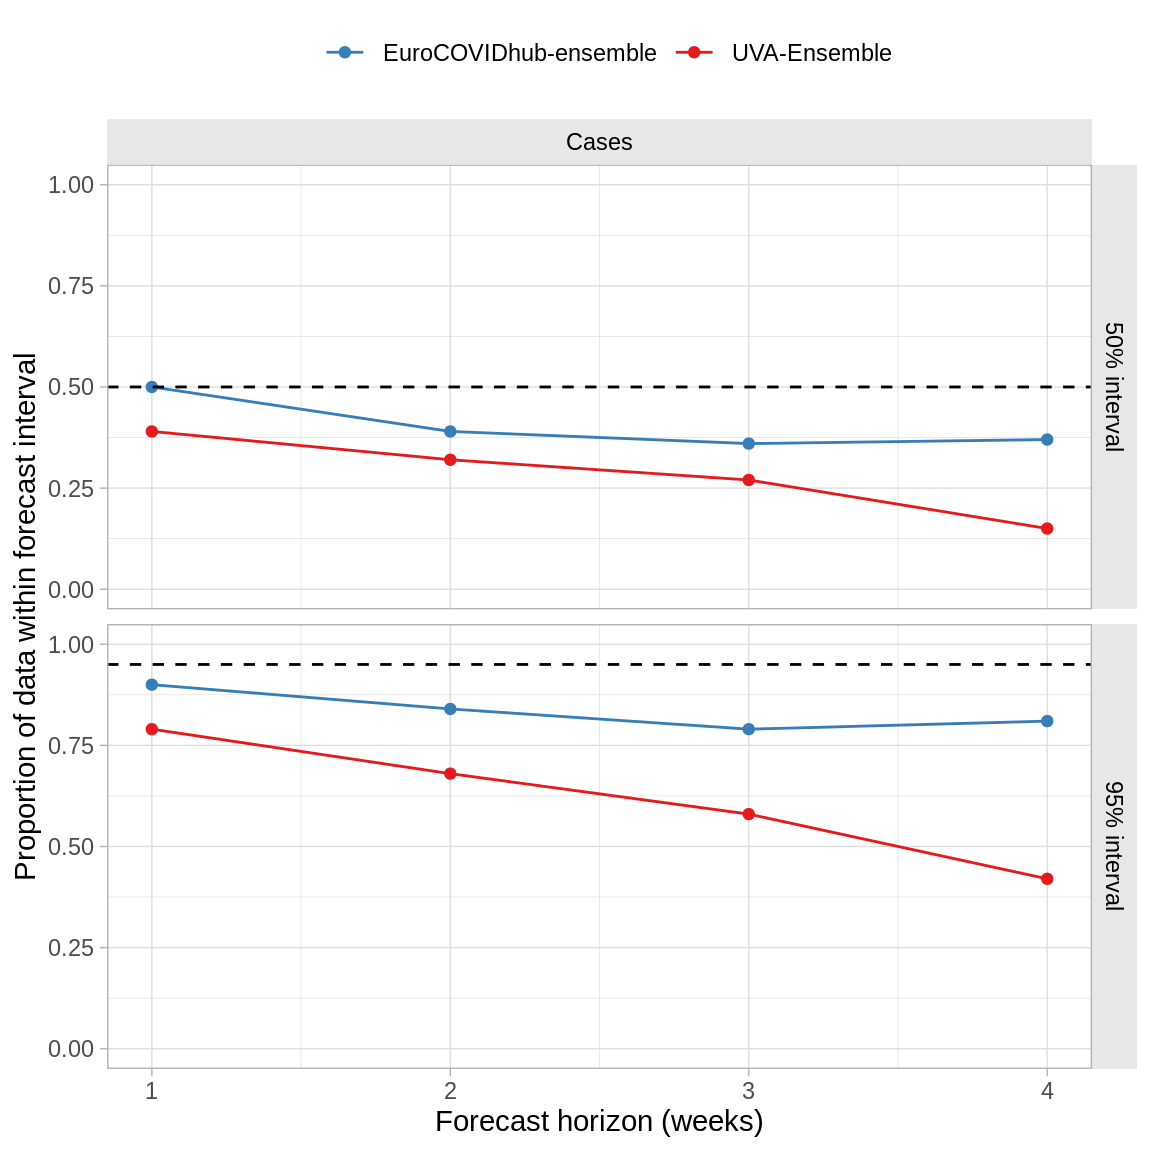 EuroCOVIDhub-ensemble UVA-Ensemble
Cases
1.00
0.75
0.50
0.25
0.00
50% interval
1.00
0.75
0.50
0.25
0.00
95% interval
Proportion of data within forecast interval
1 2 3 4
Forecast horizon (weeks)